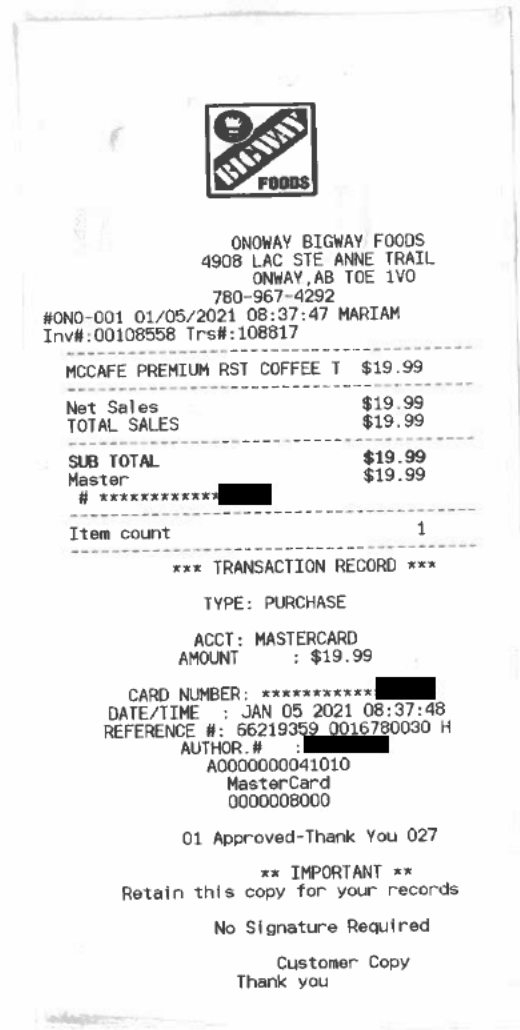 BIGWAY
FOODS
ONOWAY BIGWAY FOODS
4908 LAC STE ANNE TRAIL
ONWAY,AB TOE 1VO
780-967-4292
#ONO-001 01/05/2021 08:37:47 MARIAM
Inv#:00108558 Trs#:108817
MCCAFE PREMIUM RST COFFEE T $19.99
Net Sales $19.99
TOTAL SALES $19.99
SUB TOTAL $19.99
Master $19.99
# ************
Item count 1
*** TRANSACTION RECORD ***
TYPE: PURCHASE
ACCT: MASTERCARD
AMOUNT : $19.99
CARD NUMBER: ************
DATE/TIME : JAN 05 2021 08:37:48
REFERENCE #: 66219359 0016780030 H
AUTHOR.# :
A0000000041010
MasterCard
0000008000
01 Approved-Thank You 027
** IMPORTANT **
Retain this copy for your records
No Signature Required
Customer Copy
Thank you